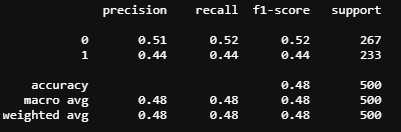 precision recall f1-score support
0 0.51 0.52 0.52 267
1 0.44 0.44 0.44 233
accuracy 0.48 500
macro avg 0.48 0.48 0.48 500
weighted avg 0.48 0.48 0.48 500